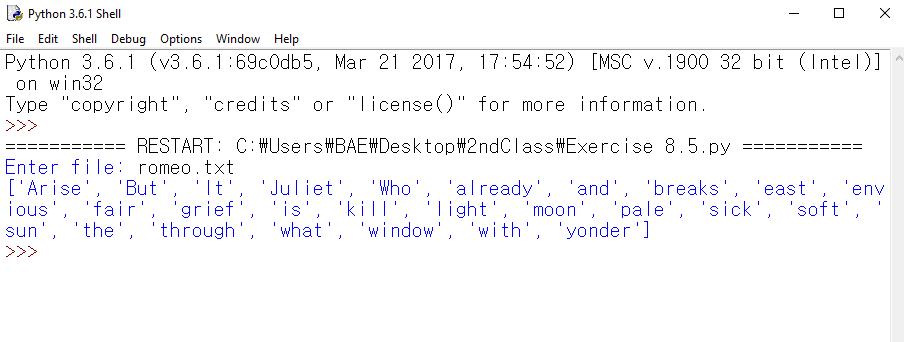 Python 3.6.1 Shell
File Edit Shell Debug Options Window Help
Python 3.6.1 (v3.6.1:69c0db5, Mar 21 2017, 17:54:52) [MSC v.1900 32 bit (Intel)]
on win32
Type "copyright", "credits" or "license()" for more information.
>>>
=========== RESTART: C:₩Users₩BAE₩Desktop₩2ndClass₩Exercise 8.5.py ===========
Enter file: romeo.txt
['Arise', 'But', 'It', 'Juliet', 'Who', 'already', 'and', 'breaks', 'east', 'env
ious', 'fair', 'grief', 'is', 'kill', 'light', 'moon', 'pale', 'sick', 'soft', '
sun', 'the', 'through', 'what', 'window', 'with', 'yonder']
>>>